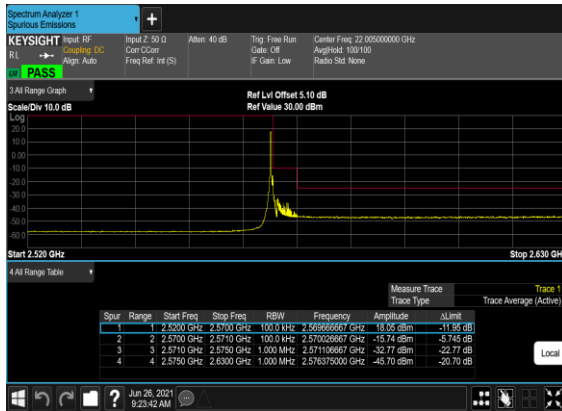 Spectrum Analyzer 1
Spurious Emissions
KEYSIGHT Input: RF Input Z: 50 Ω Atten: 40 dB Trig: Free Run Center Freq: 22.005000000 GHz
RL Coupling: DC Corr CCorr Gate: Off Avg|Hold: 100/100
Align: Auto Freq Ref: Int (S) IF Gain: Low Radio Std: None
PASS
3 All Range Graph
Ref Lvl Offset 5.10 dB
Scale/Div 10.0 dB Ref Value 30.00 dBm
Log
20.0
10.0
0.00
-10.0
-20.0
-30.0
-40.0
-50.0
-60.0
Start 2.520 GHz Stop 2.630 GHz
4 All Range Table
Measure Trace Trace 1
Trace Type Trace Average (Active)
Spur Range Start Freq Stop Freq RBW Frequency Amplitude ΔLimit
1 1 2.5200 GHz 2.5700 GHz 100.0 kHz 2.569666667 GHz 18.05 dBm -11.95 dB
2 2 2.5700 GHz 2.5710 GHz 100.0 kHz 2.570026667 GHz -15.74 dBm -5.745 dB
3 3 2.5710 GHz 2.5750 GHz 1.000 MHz 2.571106667 GHz -32.77 dBm -22.77 dB
4 4 2.5750 GHz 2.6300 GHz 1.000 MHz 2.576375000 GHz -45.70 dBm -20.70 dB
Local
Jun 26, 2021
9:23:42 AM